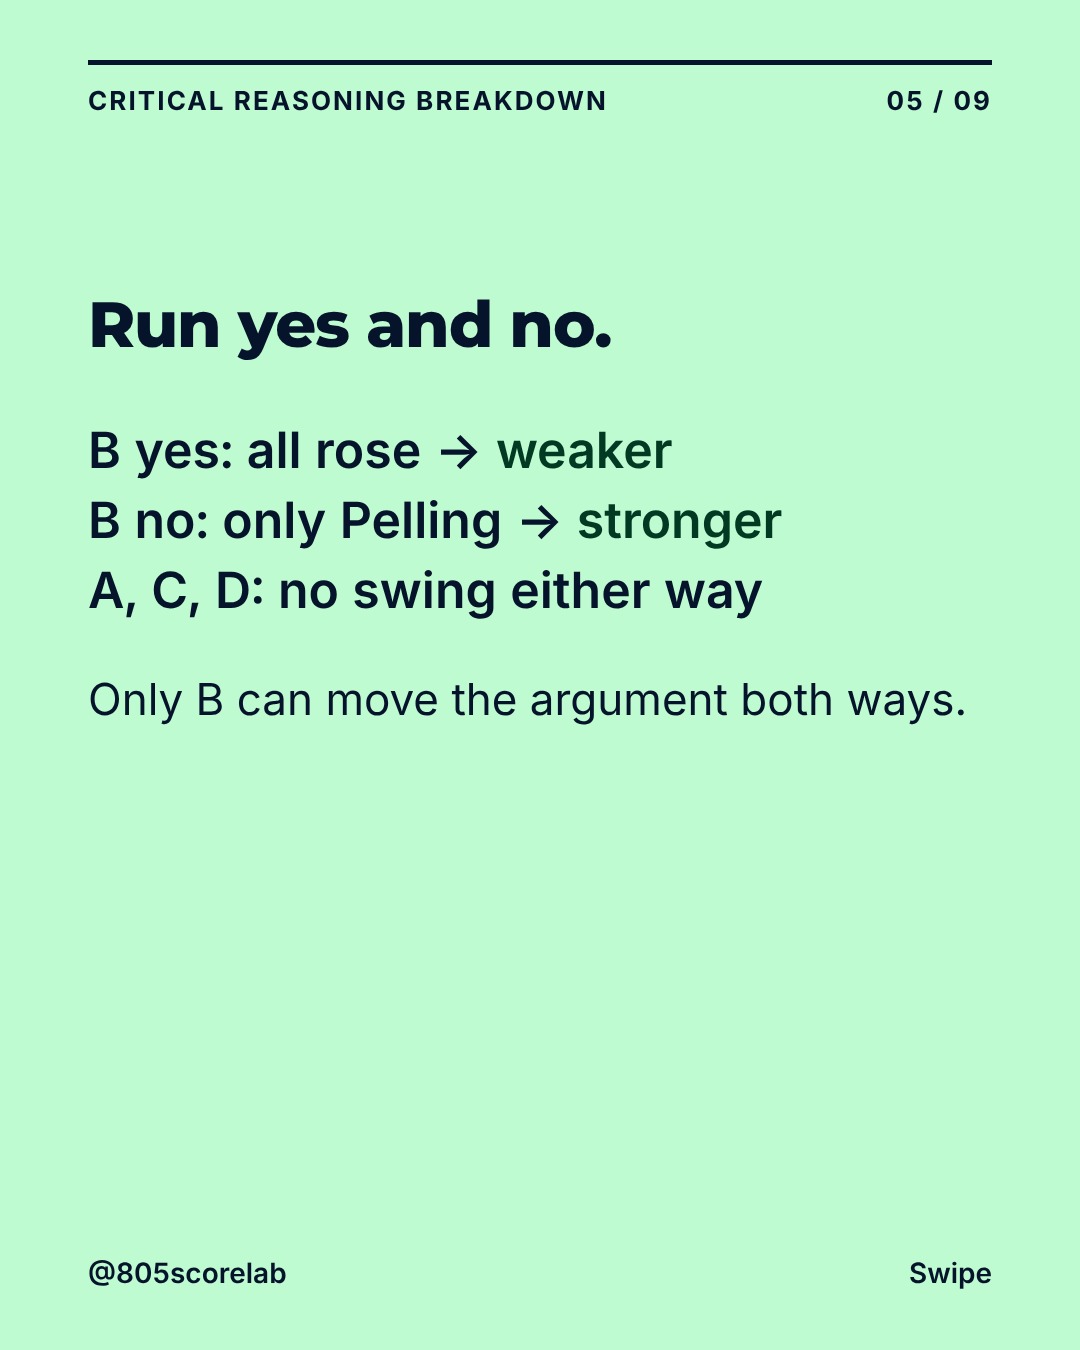 CRITICAL REASONING BREAKDOWN
05 / 09
Run yes and no.
B yes: all rose → weaker
B no: only Pelling → stronger
A, C, D: no swing either way
Only B can move the argument both ways.
@805scorelab
Swipe